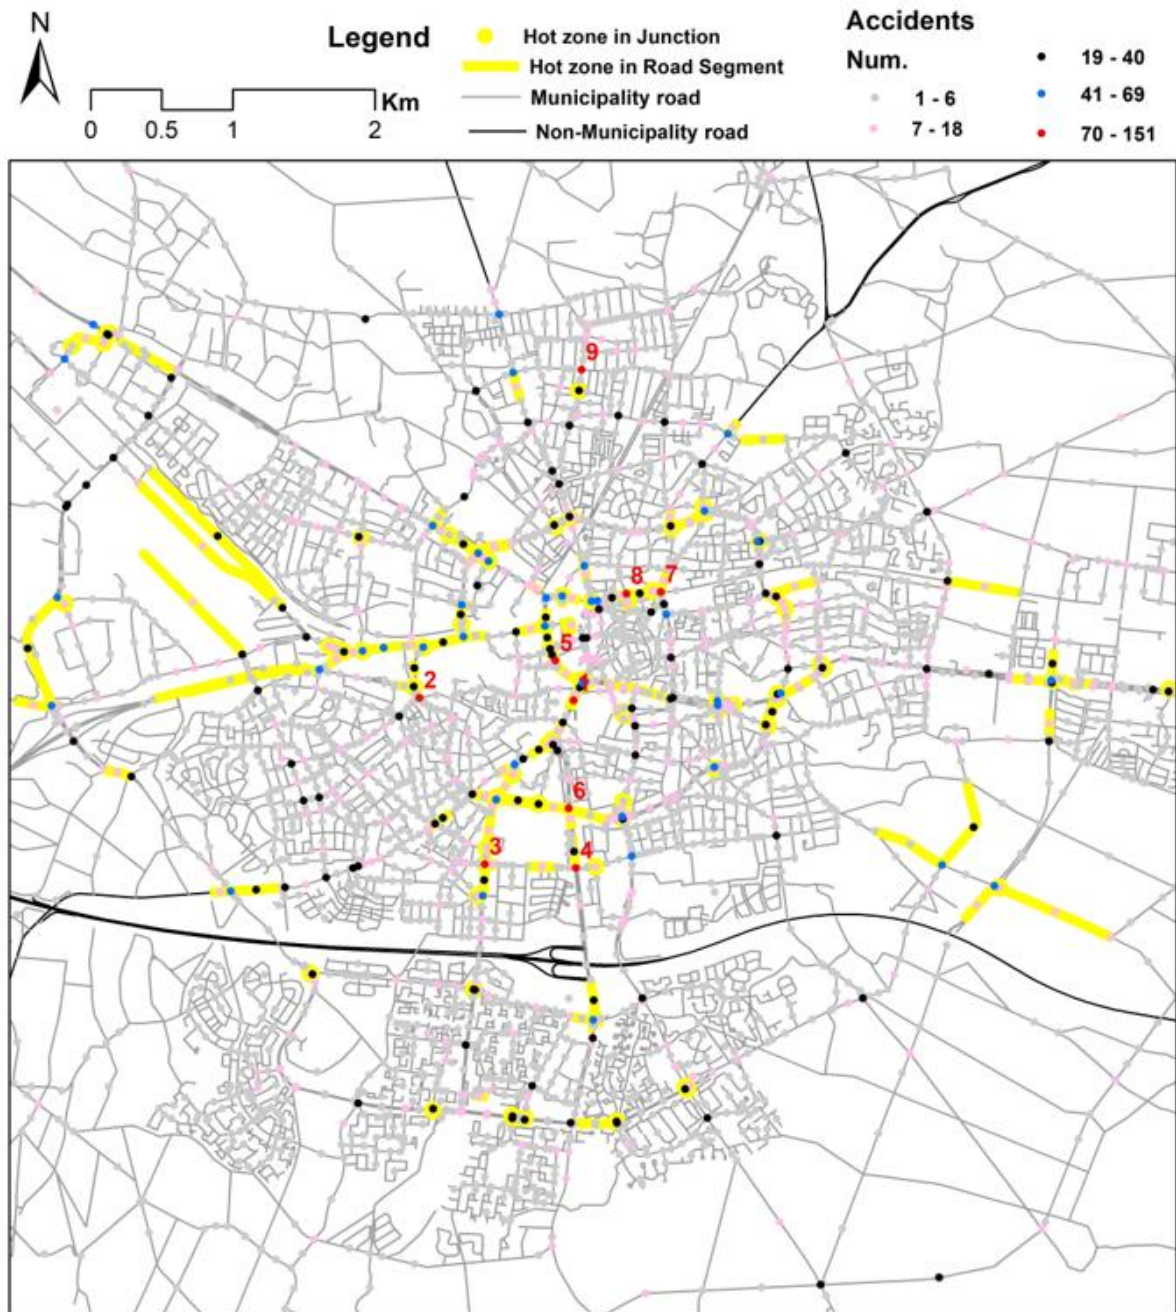 N
Legend
Hot zone in Junction
Hot zone in Road Segment
Municipality road
Non-Municipality road
Km
0 0.5 1 2
Accidents
Num.
1 - 6
7 - 18
19 - 40
41 - 69
70 - 151
9
8 7
5
2
6
3 4